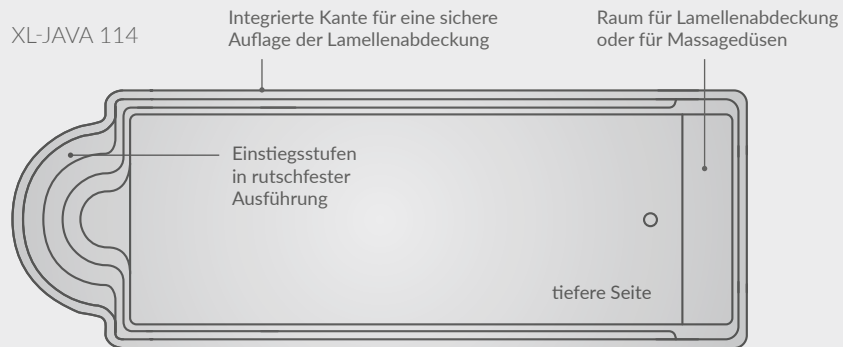 XL-JAVA 114
Integrierte Kante für eine sichere
Auflage der Lamellenabdeckung
Raum für Lamellenabdeckung
oder für Massagedüsen
Einstiegsstufen
in rutschfester
Ausführung
tiefere Seite